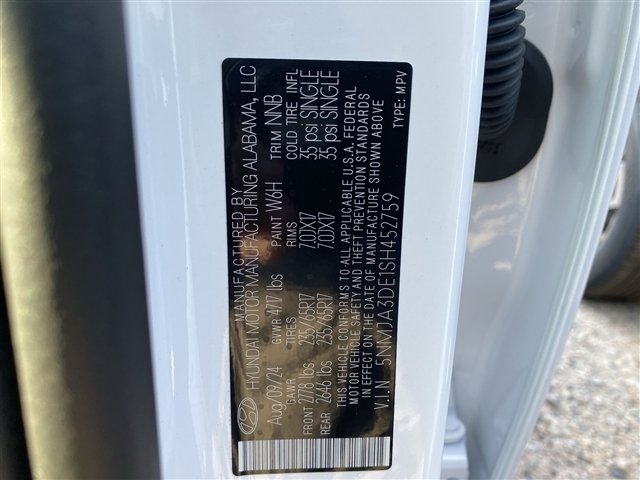 MANUFACTURED BY
HYUNDAI MOTOR MANUFACTURING ALABAMA, LLC
Aug/09/24 GVWR 4717 lbs PAINT W6H TRIM NNB
GAWR TIRES RIMS COLD TIRE INFL
FRONT 2778 lbs 235/65R17 7.0JX17 35 psi SINGLE
REAR 2646 lbs 235/65R17 7.0JX17 35 psi SINGLE
THIS VEHICLE CONFORMS TO ALL APPLICABLE U.S.A. FEDERAL
MOTOR VEHICLE SAFETY AND THEFT PREVENTION STANDARDS
IN EFFECT ON THE DATE OF MANUFACTURE SHOWN ABOVE
V.I.N 5NMJA3DE1SH452759 TYPE: MPV